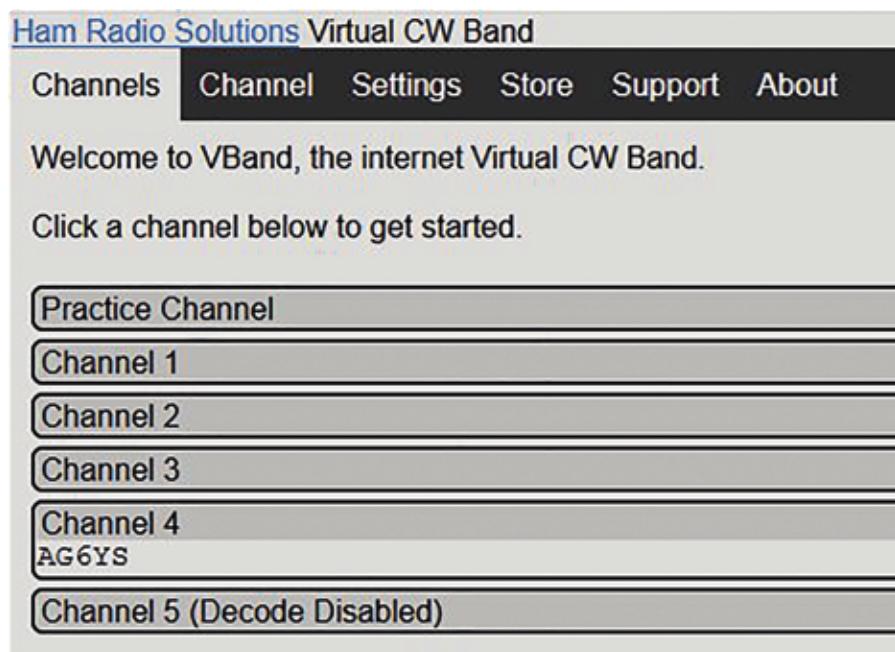 Ham Radio Solutions Virtual CW Band
Channels Channel Settings Store Support About
Welcome to VBand, the internet Virtual CW Band.
Click a channel below to get started.
Practice Channel
Channel 1
Channel 2
Channel 3
Channel 4
AG6YS
Channel 5 (Decode Disabled)